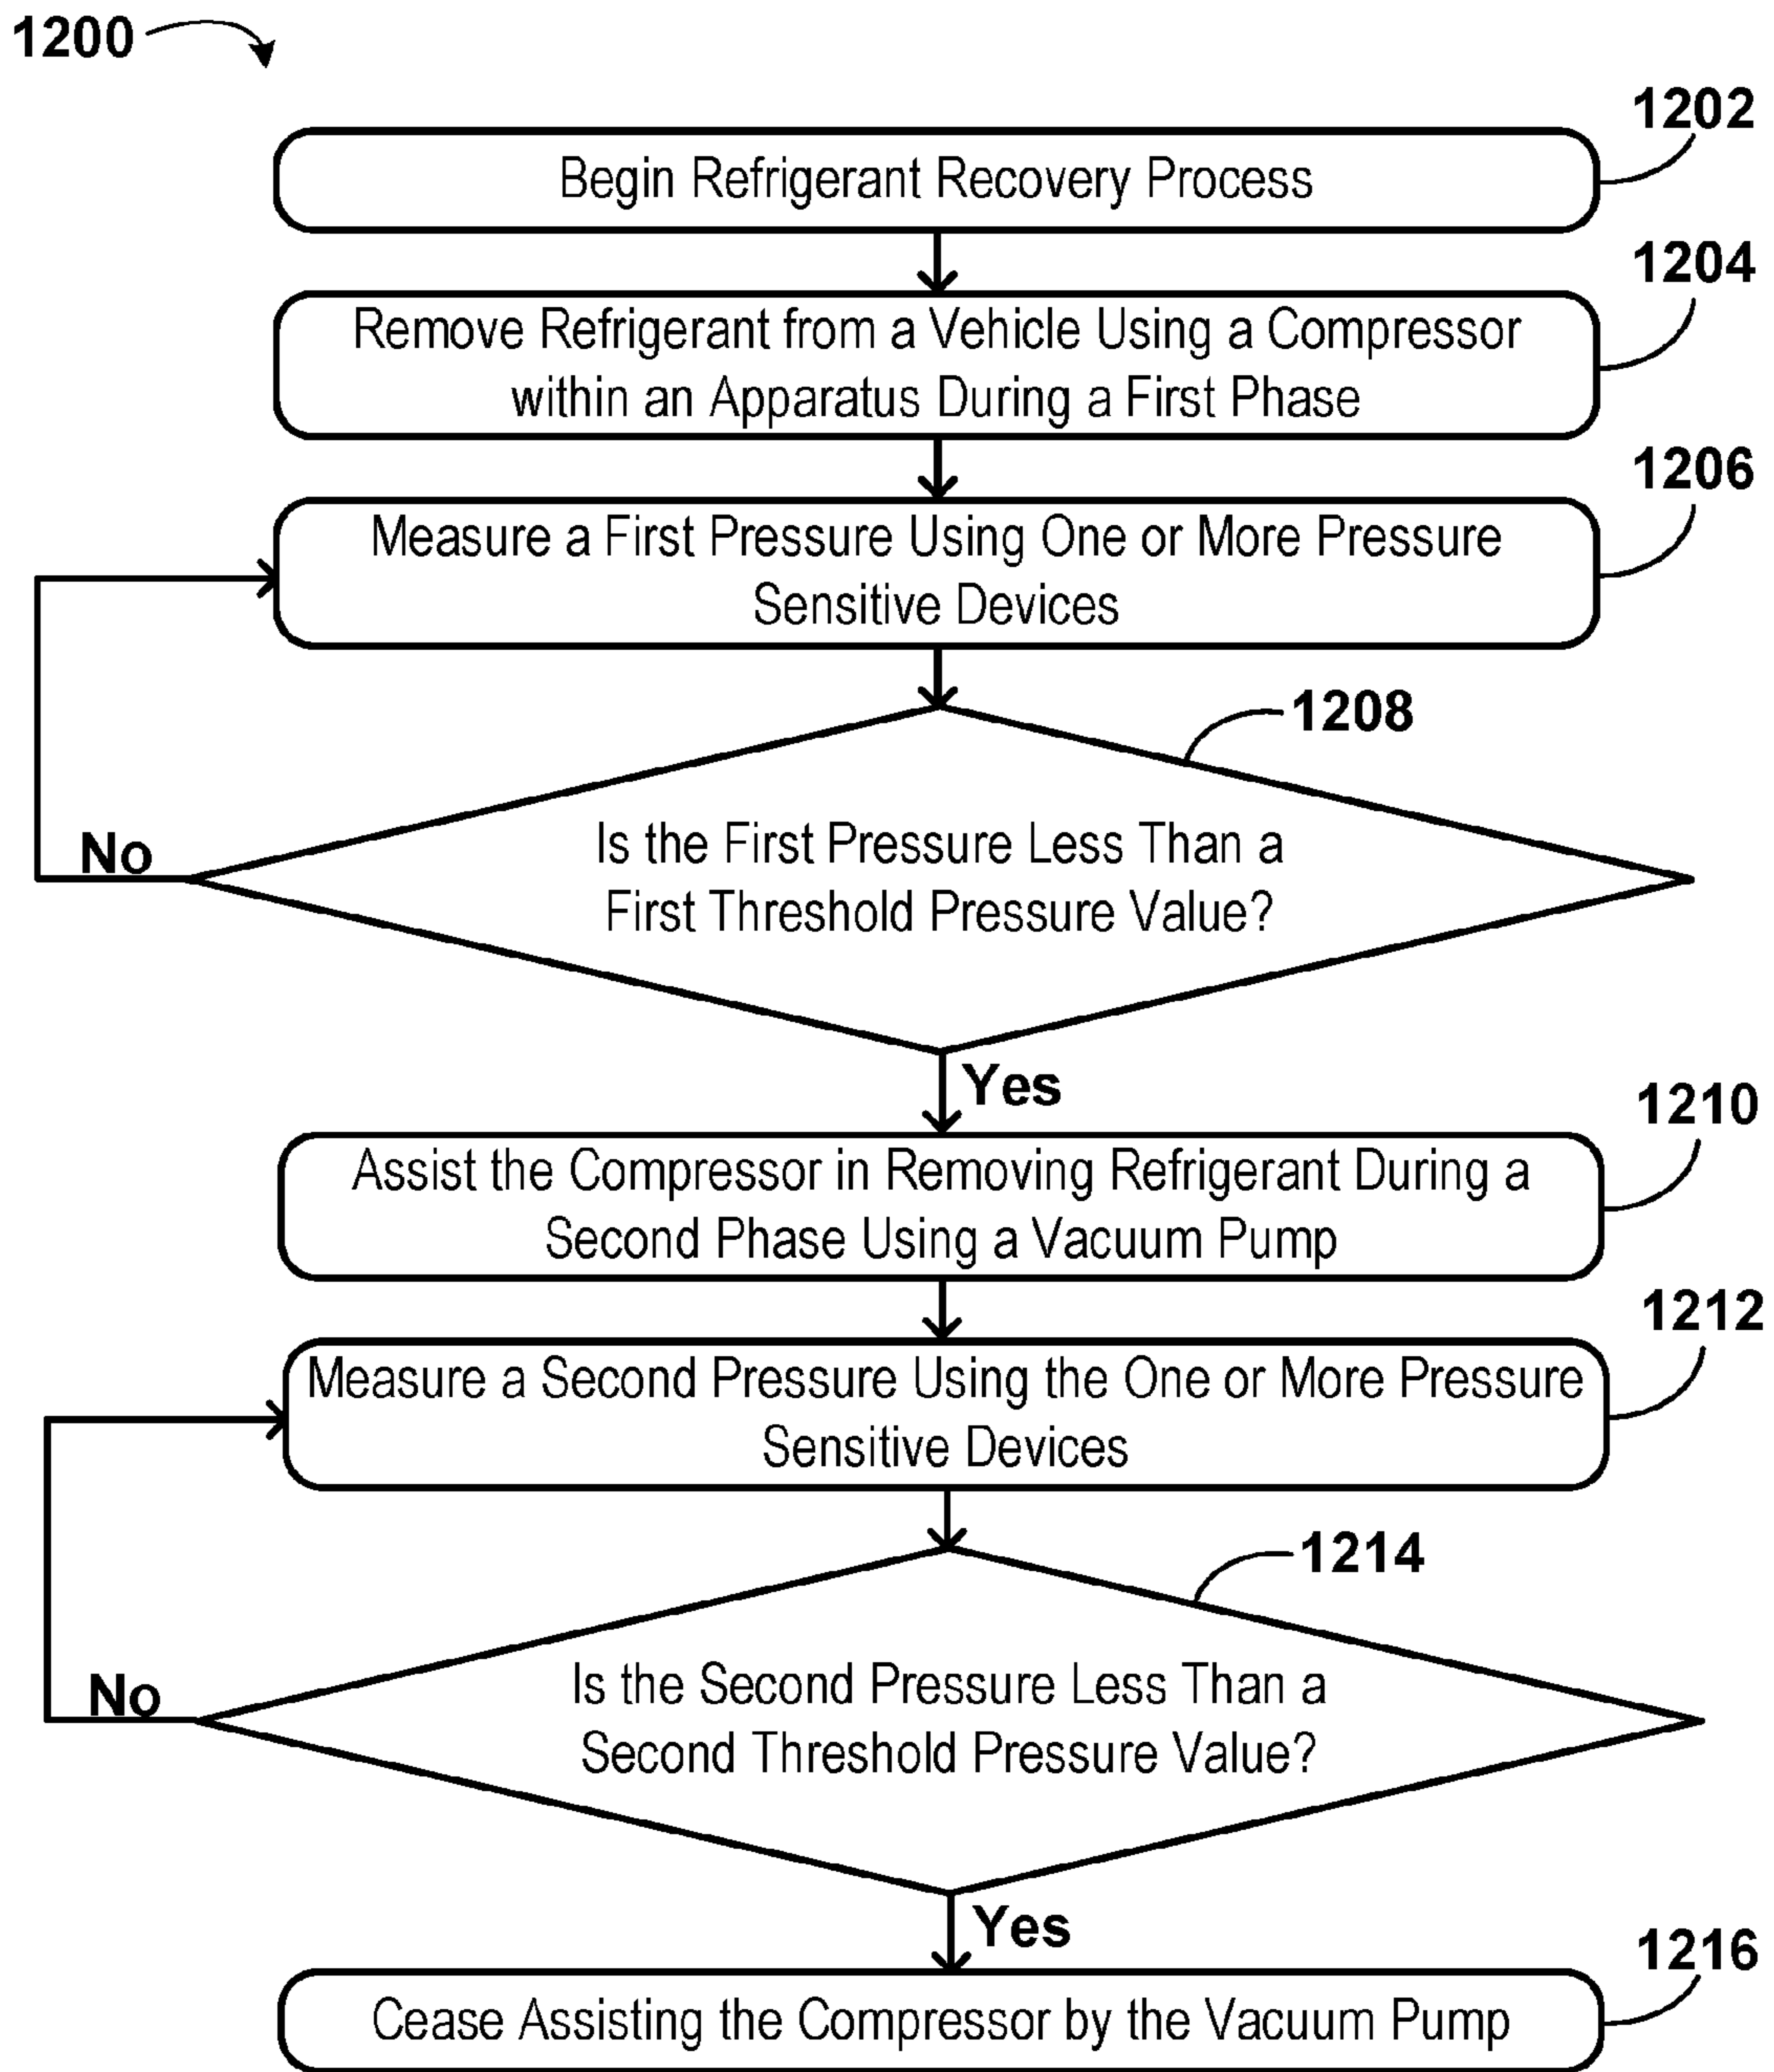 1200
1202
Begin Refrigerant Recovery Process
1204
Remove Refrigerant from a Vehicle Using a Compressor
within an Apparatus During a First Phase
1206
Measure a First Pressure Using One or More Pressure
Sensitive Devices
1208
Is the First Pressure Less Than a
First Threshold Pressure Value?
No
Yes
1210
Assist the Compressor in Removing Refrigerant During a
Second Phase Using a Vacuum Pump
1212
Measure a Second Pressure Using the One or More Pressure
Sensitive Devices
1214
Is the Second Pressure Less Than a
Second Threshold Pressure Value?
No
Yes
1216
Cease Assisting the Compressor by the Vacuum Pump